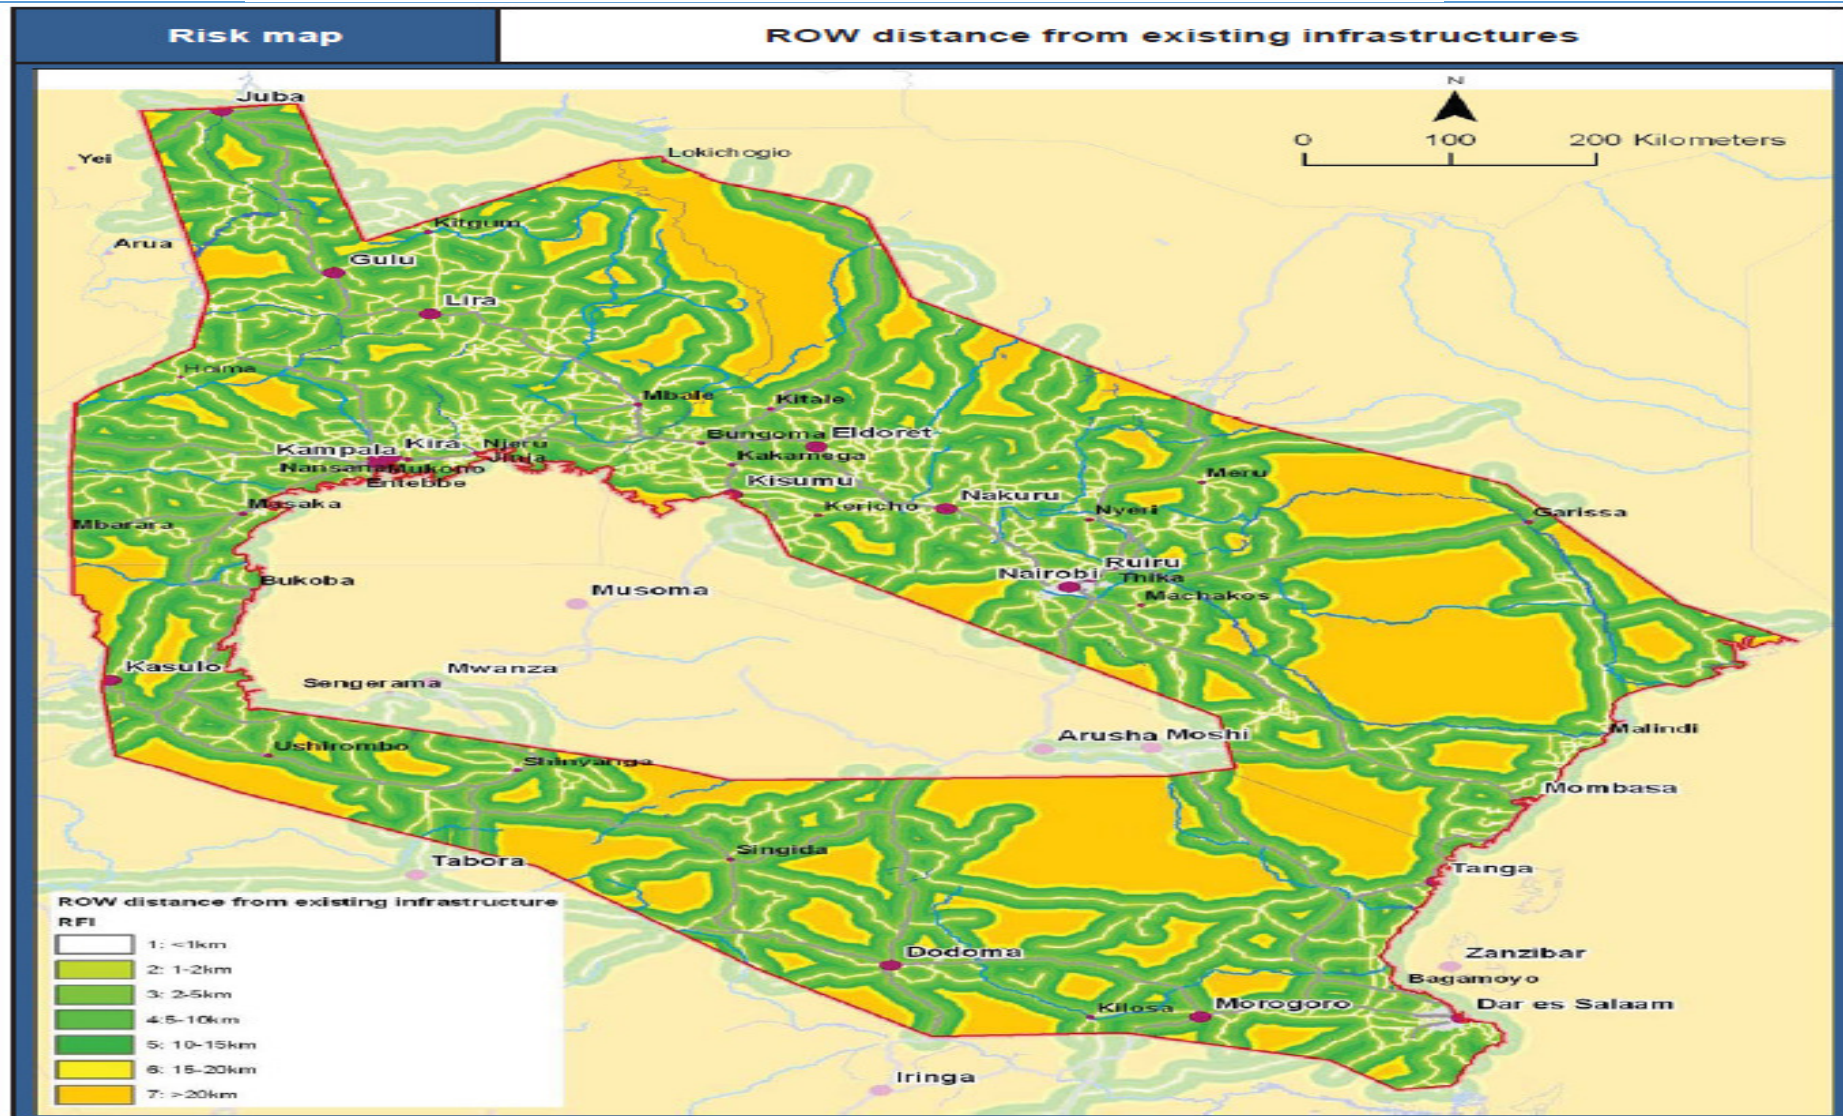 Risk map
ROW distance from existing infrastructures
N
0 100 200 Kilometers
Juba
Lokichogio
Yei
Kitgum
Arua
Gulu
Lira
Hoima
Mbale
Kitale
Bungoma
Eldoret
Kampala
Kira
Njeru
Jinja
Kakamega
Nansana
Mukono
Meru
Entebbe
Kisumu
Nakuru
Masaka
Kericho
Nyeri
Garissa
Mbarara
Ruiru
Nairobi
Thika
Bukoba
Musoma
Machakos
Kasulo
Mwanza
Sengerama
Malindi
Arusha
Moshi
Ushirombo
Shinyanga
Mombasa
Singida
Tabora
Tanga
Dodoma
Zanzibar
Bagamoyo
Kilosa
Morogoro
Dar es Salaam
Iringa
ROW distance from existing infrastructure
RFI
1: <1km
2: 1-2km
3: 2-5km
4:5-10km
5: 10-15km
6: 15-20km
7: >20km